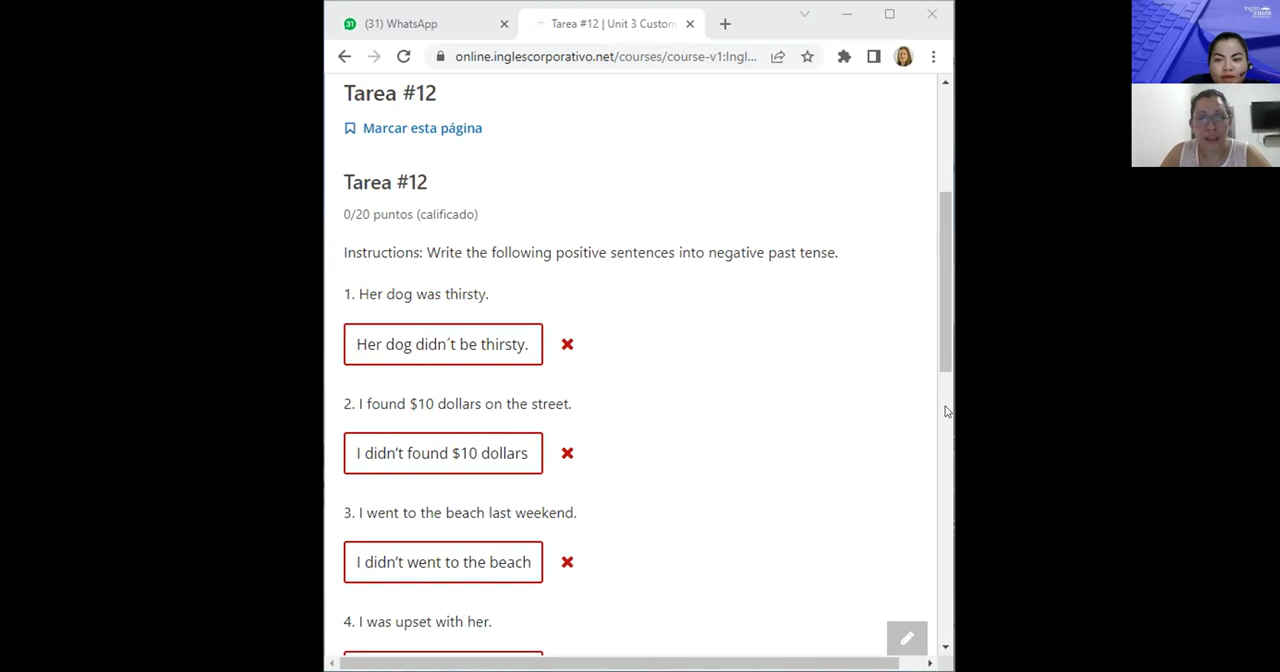 (31) WhatsApp
Tarea #12 | Unit 3 Custom
online.inglescorporativo.net/courses/course-v1:Ingl...
Tarea #12
Marcar esta página
Tarea #12
0/20 puntos (calificado)
Instructions: Write the following positive sentences into negative past tense.
1. Her dog was thirsty.
Her dog didn´t be thirsty.
2. I found $10 dollars on the street.
I didn’t found $10 dollars
3. I went to the beach last weekend.
I didn’t went to the beach
4. I was upset with her.